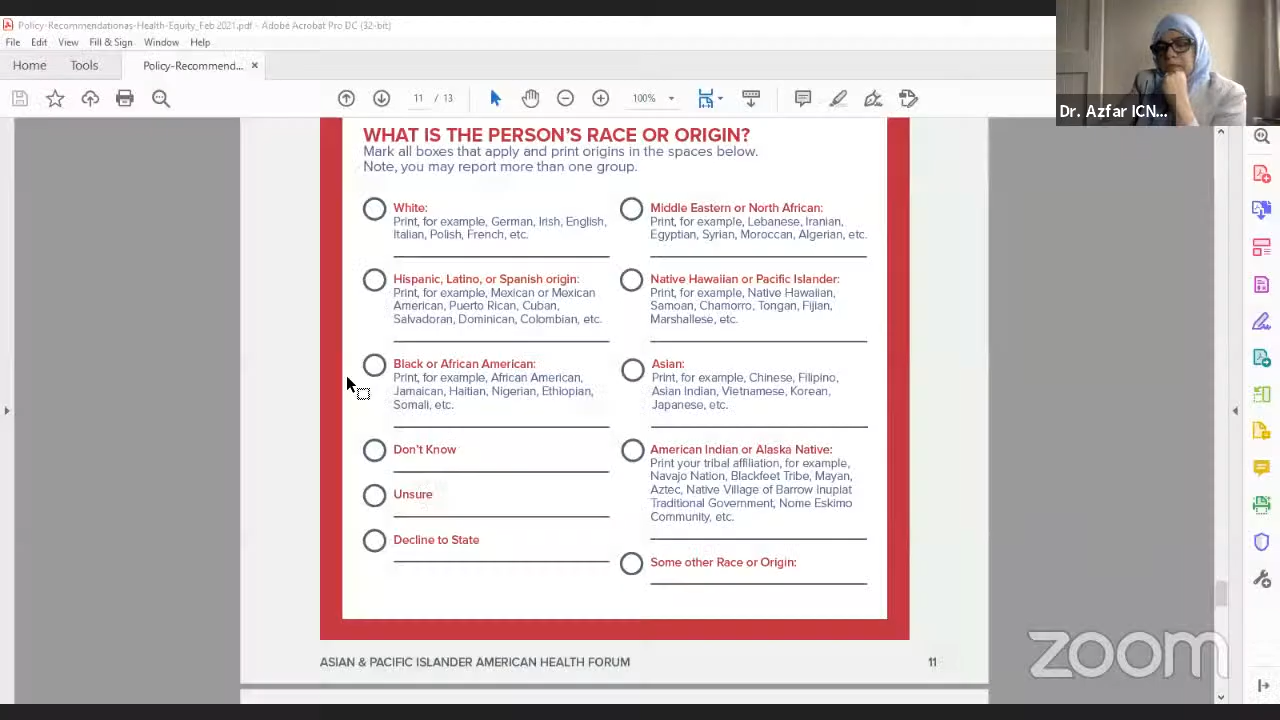 Policy-Recommendationas-Health-Equity_Feb 2021.pdf - Adobe Acrobat Pro DC (32-bit)
File Edit View Fill & Sign Window Help
Home Tools Policy-Recommend... ×
11 / 13 100%
Dr. Azfar ICN...
WHAT IS THE PERSON'S RACE OR ORIGIN?
Mark all boxes that apply and print origins in the spaces below.
Note, you may report more than one group.
White:
Print, for example, German, Irish, English,
Italian, Polish, French, etc.
Hispanic, Latino, or Spanish origin:
Print, for example, Mexican or Mexican
American, Puerto Rican, Cuban,
Salvadoran, Dominican, Colombian, etc.
Black or African American:
Print, for example, African American,
Jamaican, Haitian, Nigerian, Ethiopian,
Somali, etc.
Don't Know
Unsure
Decline to State
Middle Eastern or North African:
Print, for example, Lebanese, Iranian,
Egyptian, Syrian, Moroccan, Algerian, etc.
Native Hawaiian or Pacific Islander:
Print, for example, Native Hawaiian,
Samoan, Chamorro, Tongan, Fijian,
Marshallese, etc.
Asian:
Print, for example, Chinese, Filipino,
Asian Indian, Vietnamese, Korean,
Japanese, etc.
American Indian or Alaska Native:
Print your tribal affiliation, for example,
Navajo Nation, Blackfeet Tribe, Mayan,
Aztec, Native Village of Barrow Inupiat
Traditional Government, Nome Eskimo
Community, etc.
Some other Race or Origin:
ASIAN & PACIFIC ISLANDER AMERICAN HEALTH FORUM 11
zoom